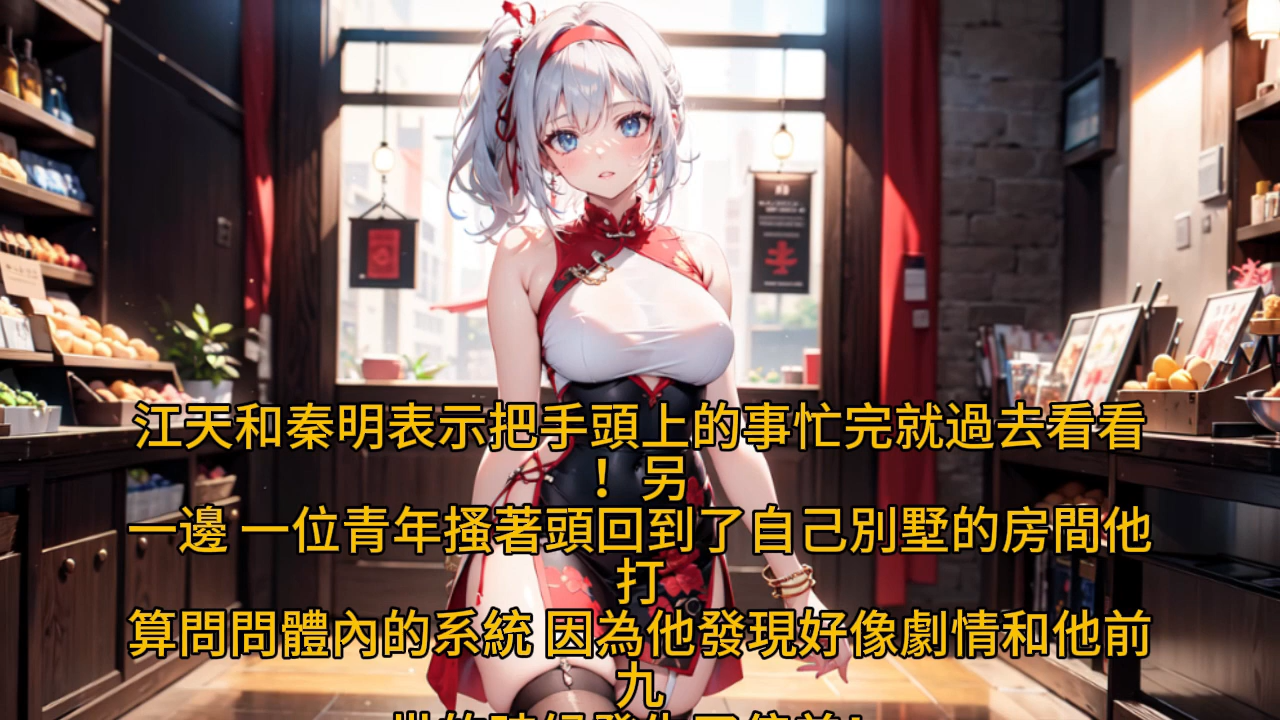 江天和秦明表示把手頭上的事忙完就過去看看
！另
一邊 一位青年搔著頭回到了自己別墅的房間他
打
算問問體內的系統 因為他發現好像劇情和他前
九